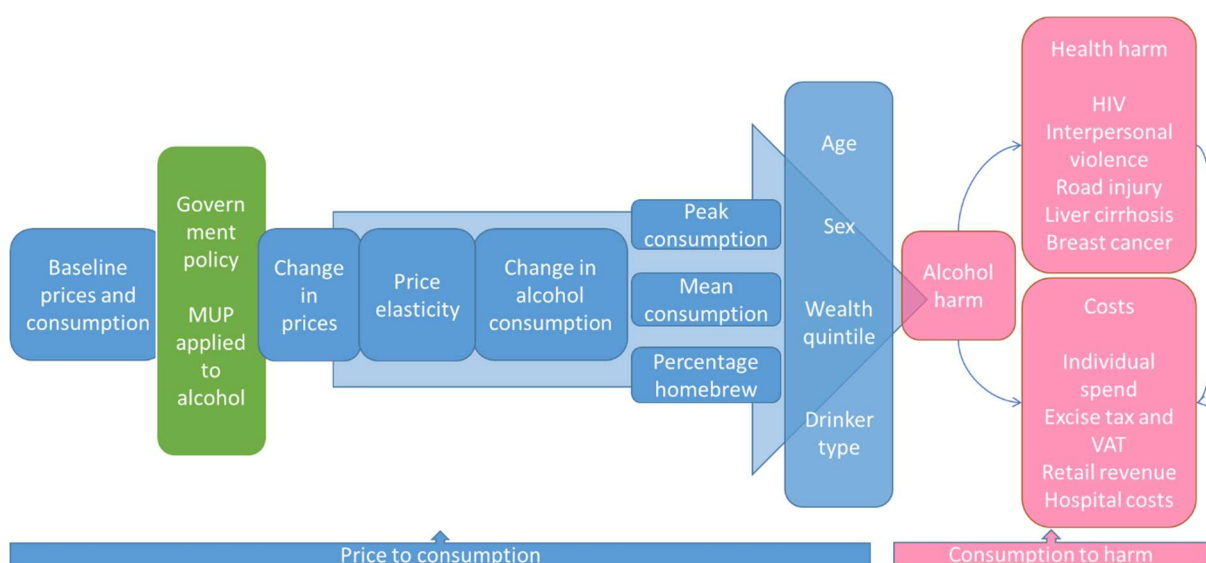 Baseline
prices and
consumption
Govern
ment
policy
MUP
applied
to
alcohol
Change
in
prices
Price
elasticity
Change in
alcohol
consumption
Peak
consumption
Mean
consumption
Percentage
homebrew
Age
Sex
Wealth
quintile
Drinker
type
Alcohol
harm
Health harm
HIV
Interpersonal
violence
Road injury
Liver cirrhosis
Breast cancer
Costs
Individual
spend
Excise tax and
VAT
Retail revenue
Hospital costs
Price to consumption
Consumption to harm